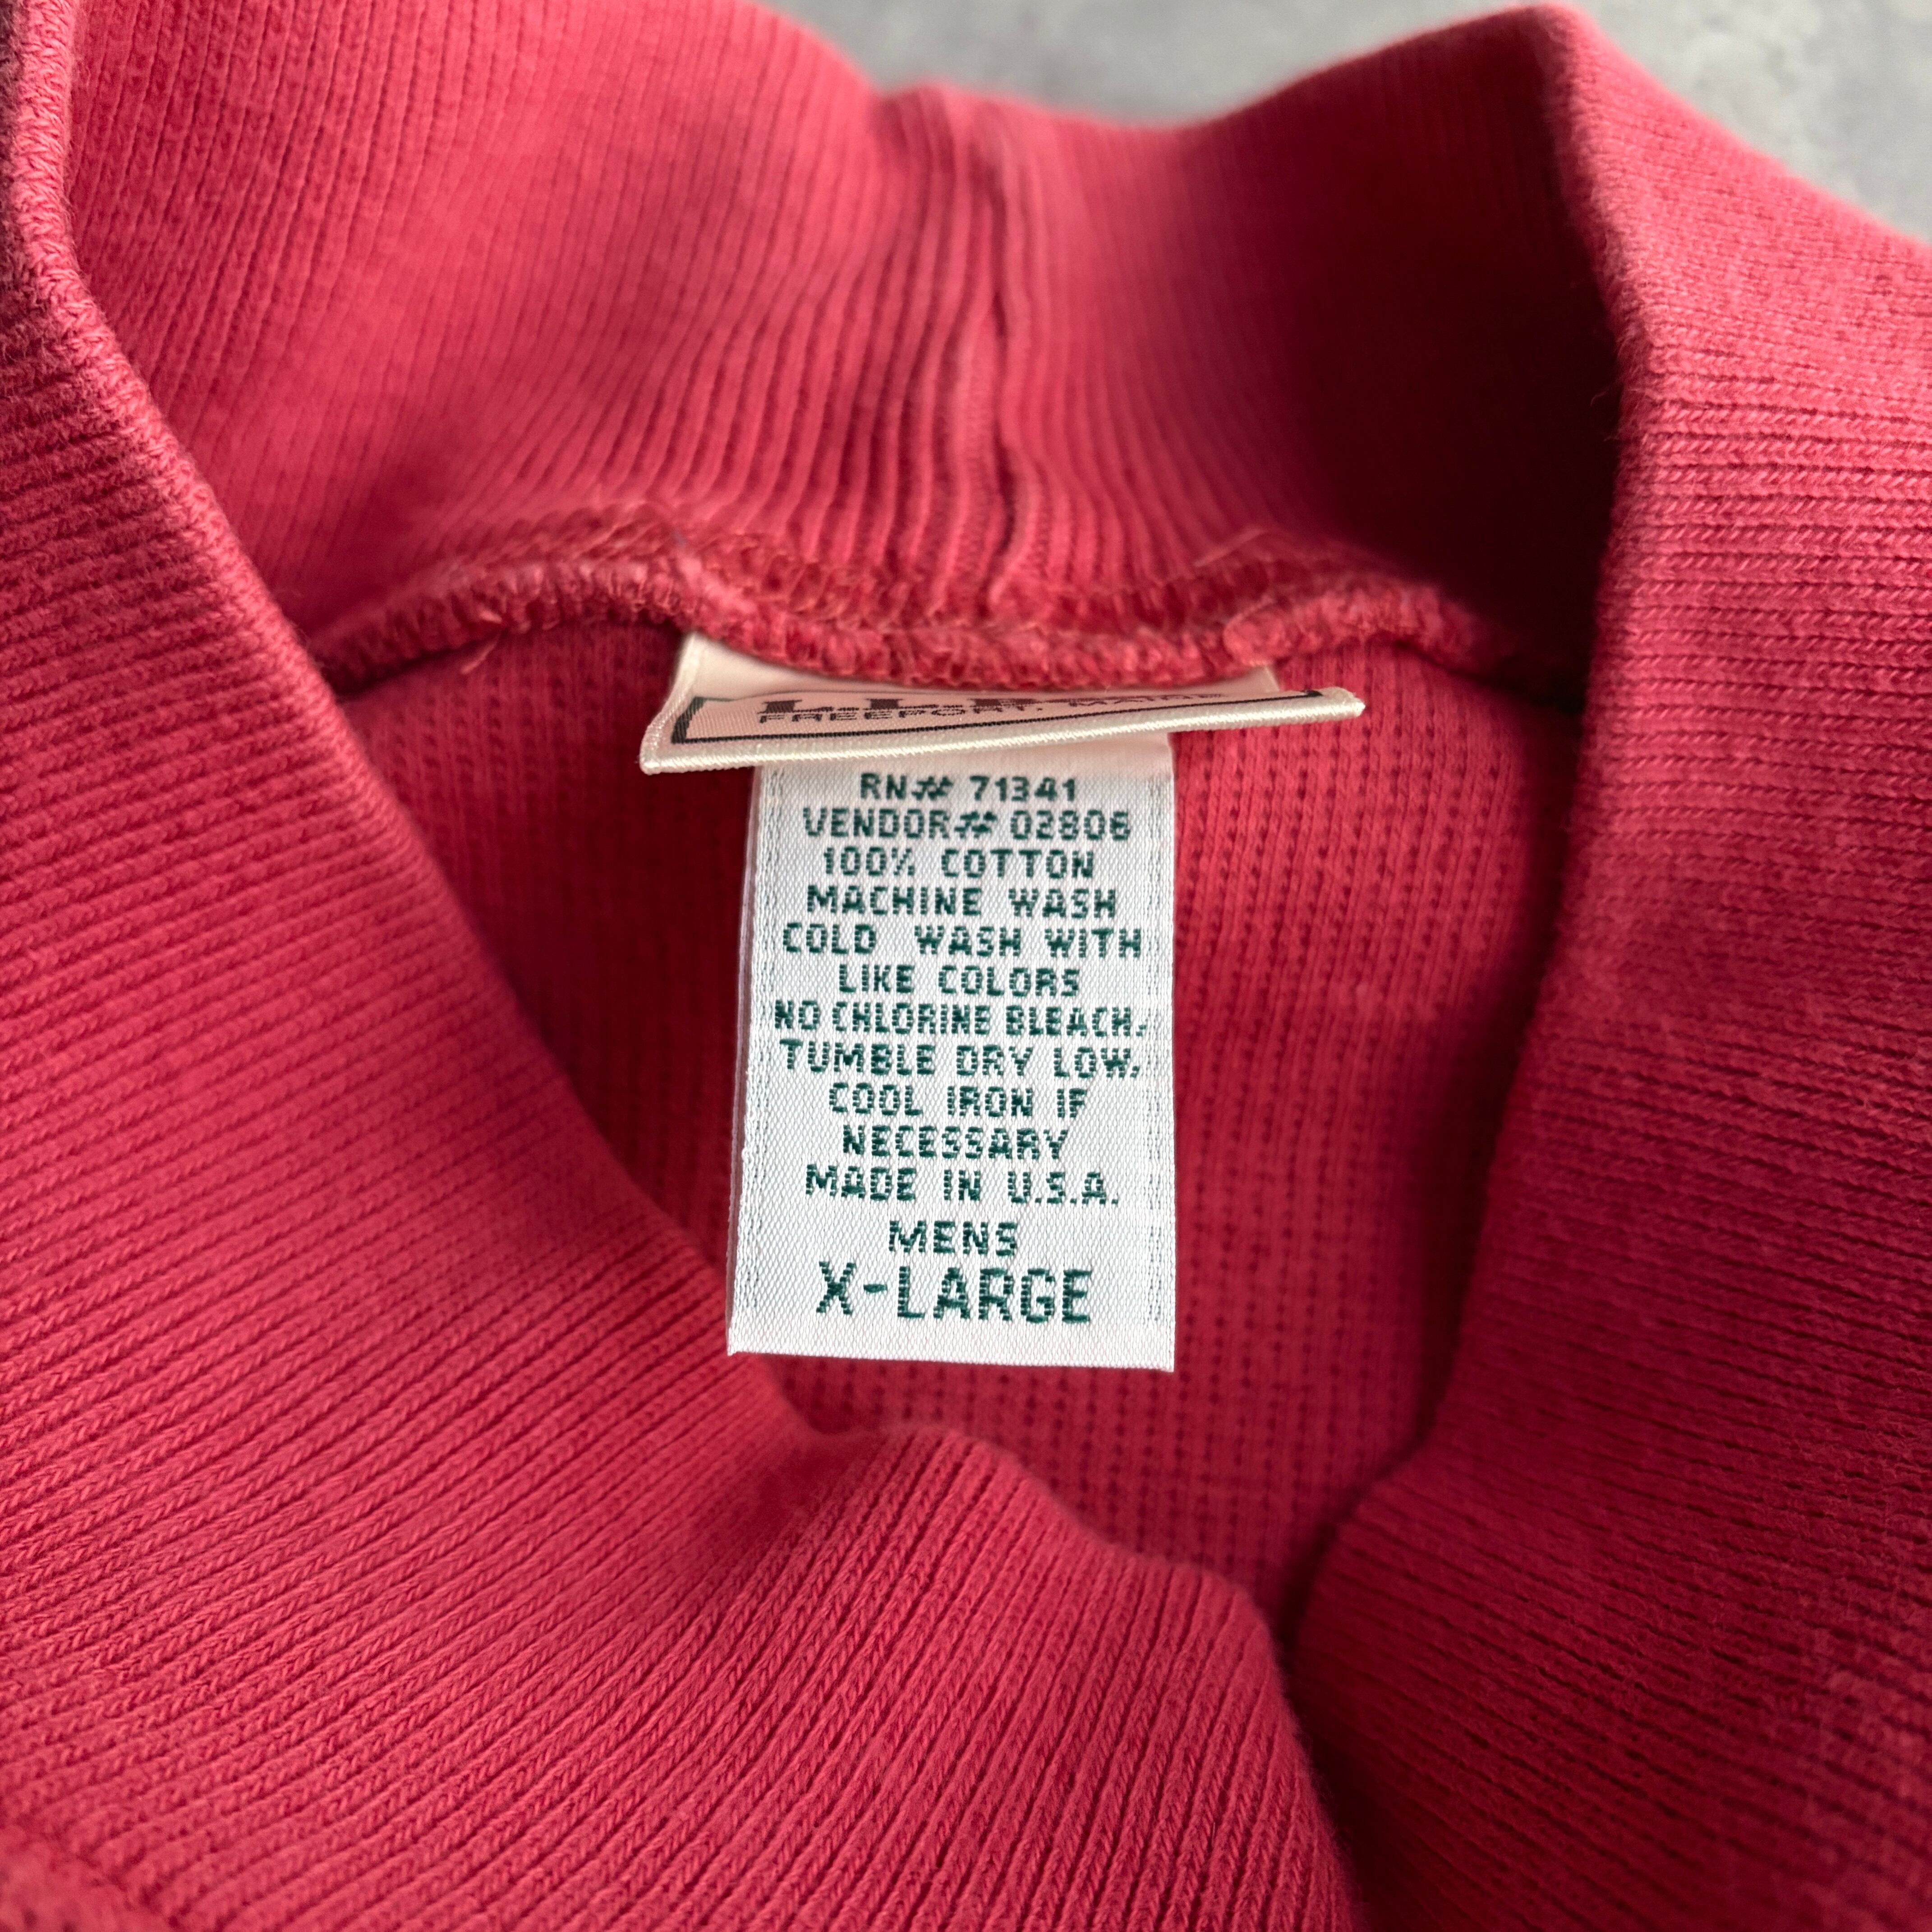 FREEPORT, MAINE
RN# 71341
VENDOR# 02806
100% COTTON
MACHINE WASH
COLD WASH WITH
LIKE COLORS
NO CHLORINE BLEACH.
TUMBLE DRY LOW.
COOL IRON IF
NECESSARY
MADE IN U.S.A.
MENS
X-LARGE